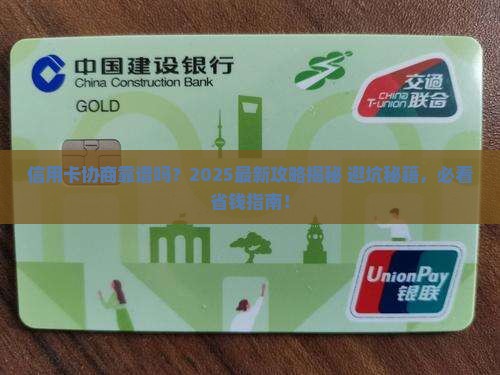 中国建设银行
China Construction Bank
GOLD
交通
联合
CHINA
T-UNION
信用卡协商靠谱吗？2025最新攻略揭秘 避坑秘籍，必看
省钱指南！
UnionPay
银联